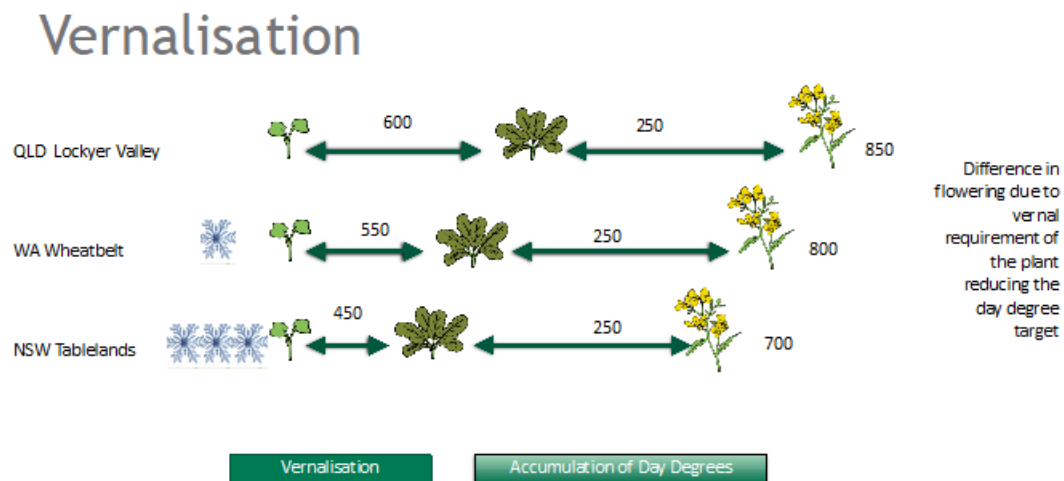 Vernalisation
600
250
QLD Lockyer Valley
850
550
250
WA Wheatbelt
800
450
250
NSW Tablelands
700
Difference in
flowering due to
vernal
requirement of
the plant
reducing the
day degree
target
Vernalisation
Accumulation of Day Degrees